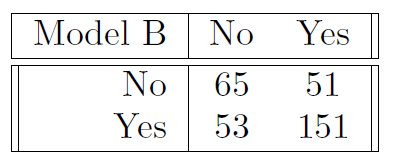 Model B No Yes
No 65 51
Yes 53 151